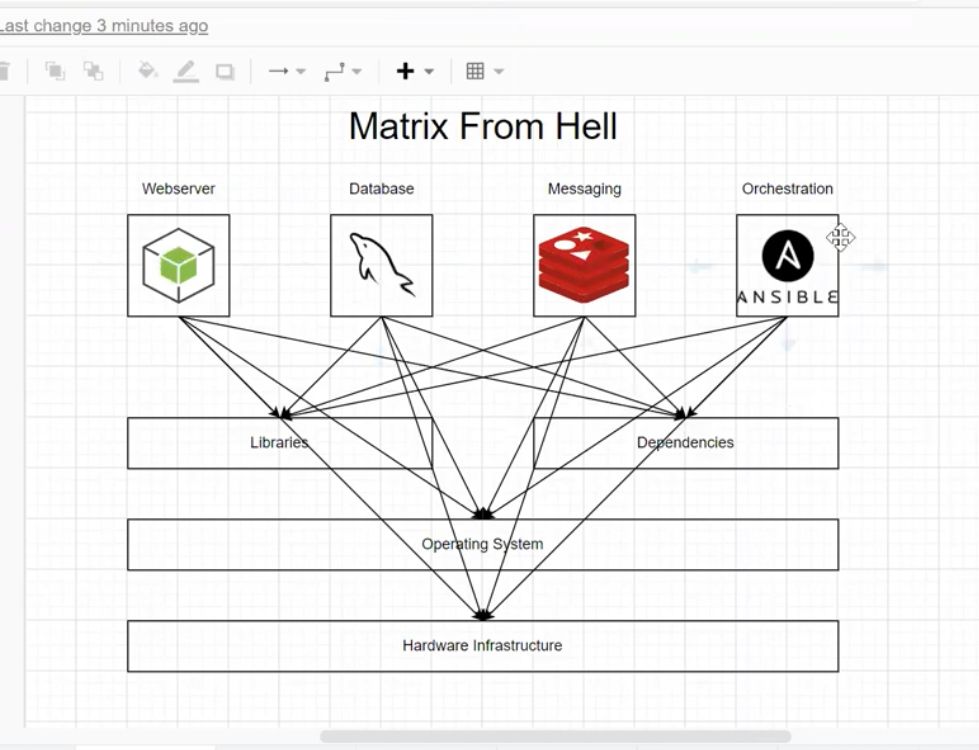 Last change 3 minutes ago
Matrix From Hell
Webserver
Database
Messaging
Orchestration
ANSIBLE
Libraries
Dependencies
Operating System
Hardware Infrastructure